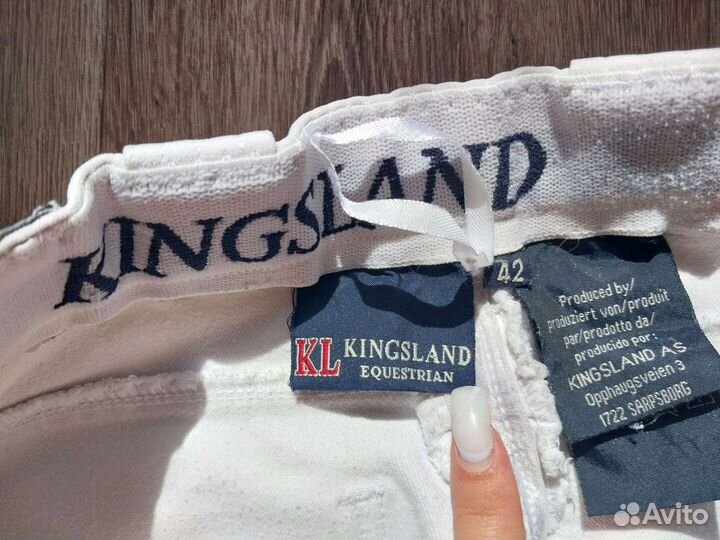 KINGSLAND
42
KL KINGSLAND
EQUESTRIAN
Produced by/
produziert von/produit
par/prodotto da/
producido por:
KINGSLAND AS
Opphaugsveien 3
1722 SARPSBORG
Avito